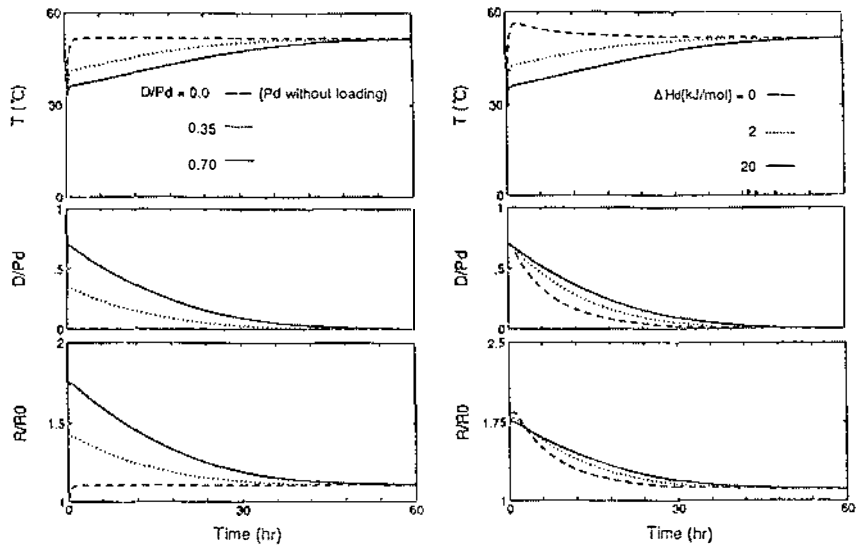 60
T (℃)
30
0
D/Pd = 0.0 (Pd without loading)
0.35
0.70
1
D/Pd
.5
0
2
R/R0
1.5
1
0 30 60
Time (hr)
60
T (℃)
30
0
Δ Hd(kJ/mol) = 0
2
20
1
D/Pd
.5
0
2.5
R/R0
1.75
1
0 30 60
Time (hr)